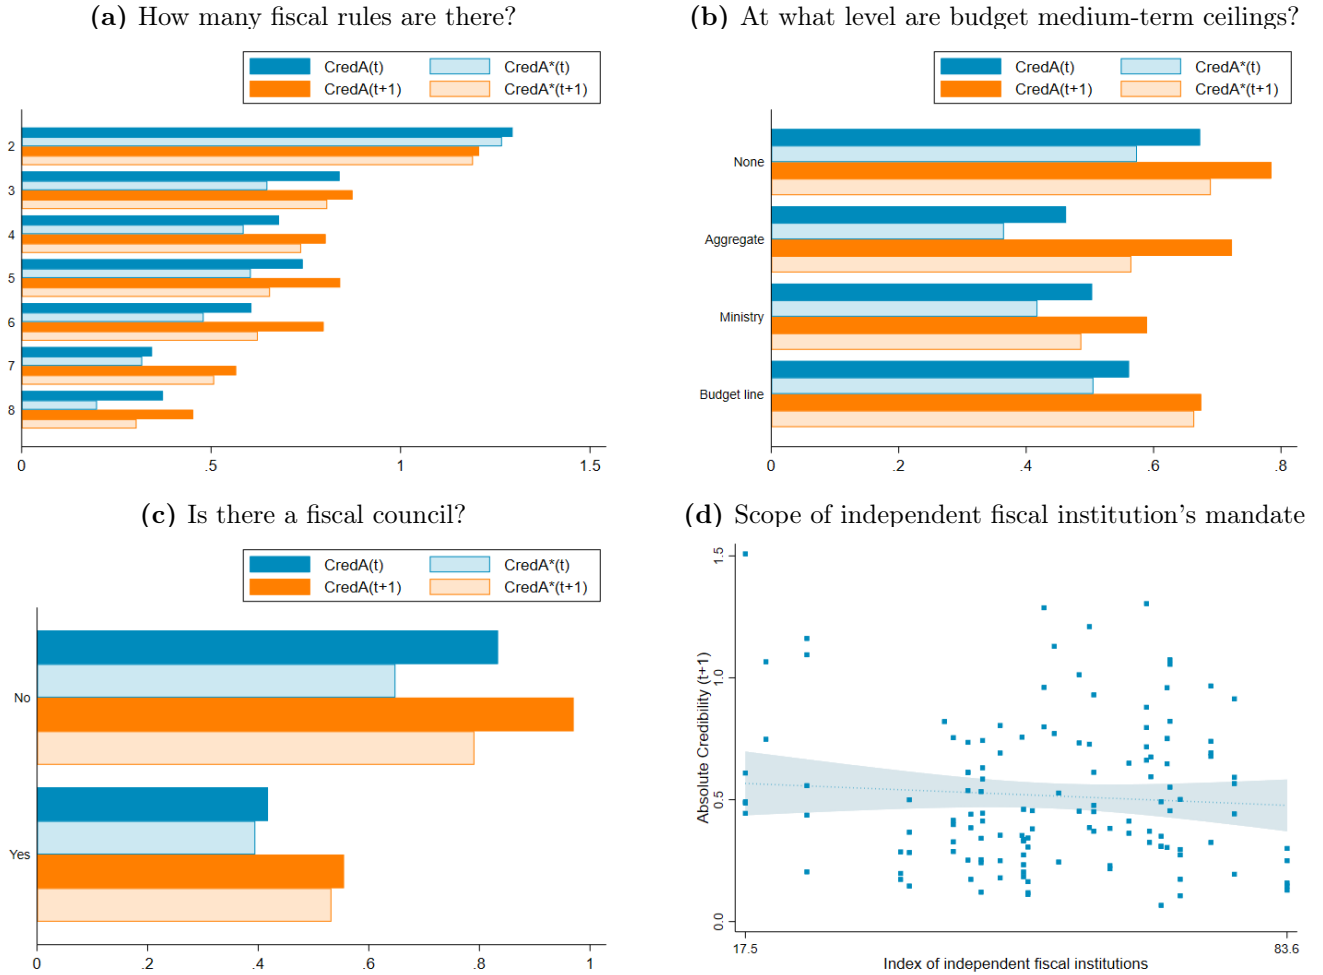 (a) How many fiscal rules are there?
CredA(t) CredA*(t)
CredA(t+1) CredA*(t+1)
2
3
4
5
6
7
8
0 .5 1 1.5
(b) At what level are budget medium-term ceilings?
CredA(t) CredA*(t)
CredA(t+1) CredA*(t+1)
None
Aggregate
Ministry
Budget line
0 .2 .4 .6 .8
(c) Is there a fiscal council?
CredA(t) CredA*(t)
CredA(t+1) CredA*(t+1)
No
Yes
0 .2 .4 .6 .8 1
(d) Scope of independent fiscal institution's mandate
Absolute Credibility (t+1)
1.5
1.0
0.5
0.0
17.5 83.6
Index of independent fiscal institutions